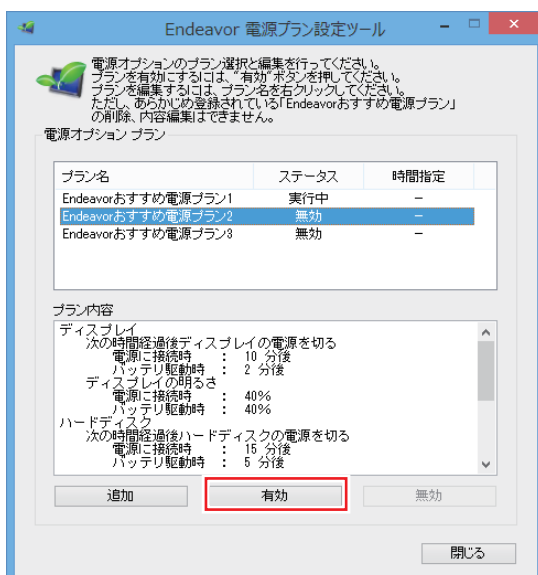 Endeavor 電源プラン設定ツール
電源オプションのプラン選択と編集を行ってください。
プランを有効にするには、"有効"ボタンを押してください。
プランを編集するには、プラン名を右クリックしてください。
ただし、あらかじめ登録されている「Endeavorおすすめ電源プラン」
の削除、内容編集はできません。
電源オプション プラン
プラン名 ステータス 時間指定
Endeavorおすすめ電源プラン1 実行中 −
Endeavorおすすめ電源プラン2 無効 −
Endeavorおすすめ電源プラン3 無効 −
プラン内容
ディスプレイ
次の時間経過後ディスプレイの電源を切る
電源に接続時 : 10 分後
バッテリ駆動時 : 2 分後
ディスプレイの明るさ
電源に接続時 : 40%
バッテリ駆動時 : 40%
ハードディスク
次の時間経過後ハードディスクの電源を切る
電源に接続時 : 15 分後
バッテリ駆動時 : 5 分後
追加 有効 無効
閉じる